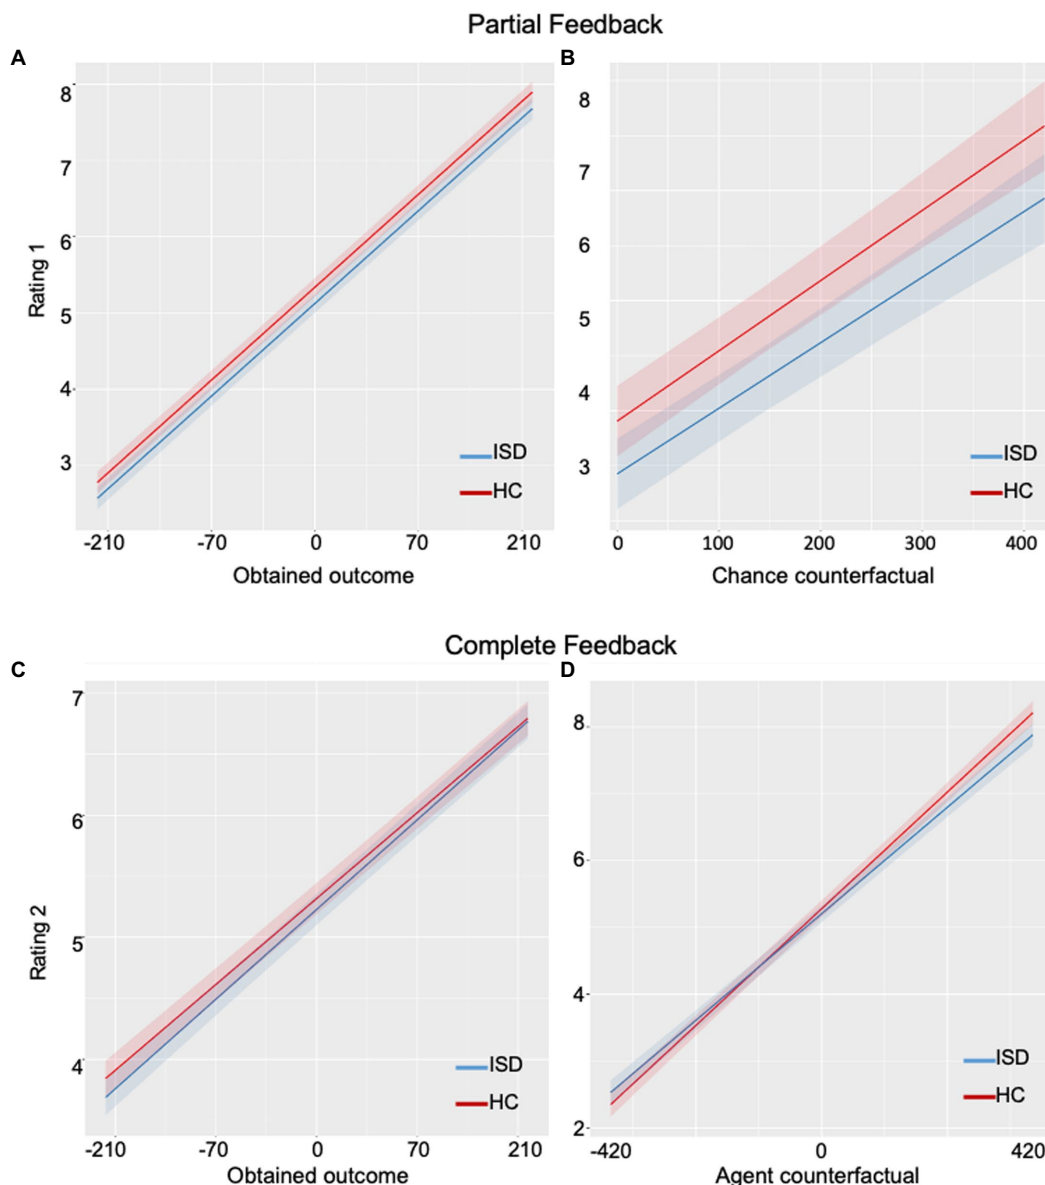 Partial Feedback
A
B
8
7
6
5
4
3
Rating 1
ISD
HC
-210
-70
0
70
210
Obtained outcome
8
7
6
5
4
3
ISD
HC
0
100
200
300
400
Chance counterfactual
Complete Feedback
C
D
7
6
5
4
Rating 2
ISD
HC
-210
-70
0
70
210
Obtained outcome
8
6
4
2
ISD
HC
-420
0
420
Agent counterfactual